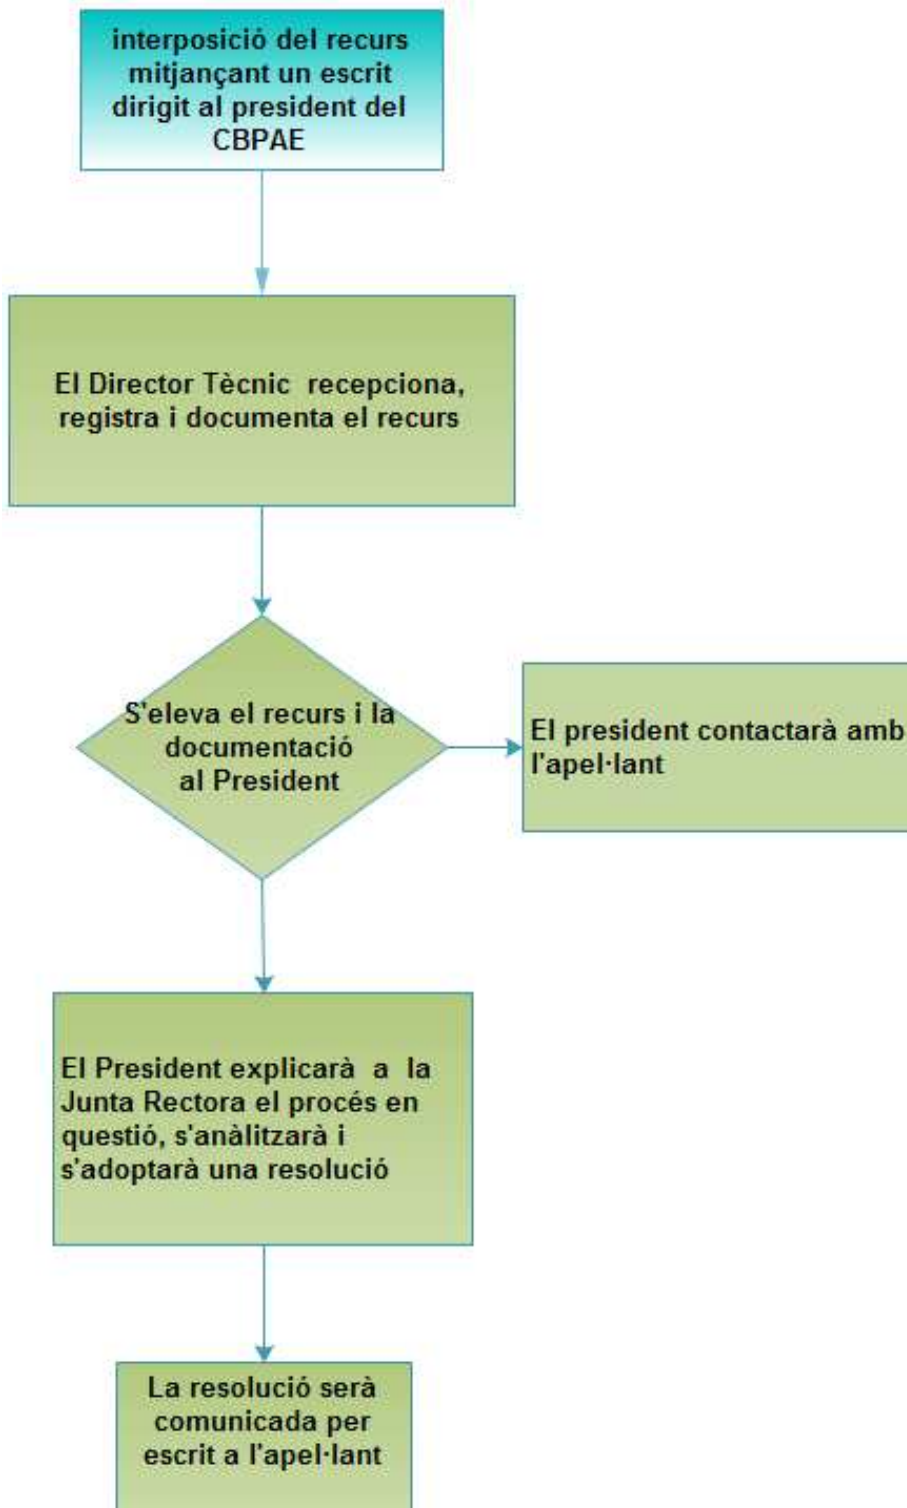 interposició del recurs
mitjançant un escrit
dirigit al president del
CBPAE
El Director Tècnic recepciona,
registra i documenta el recurs
S'eleva el recurs i la
documentació
al President
El president contactarà amb
l'apel·lant
El President explicarà a la
Junta Rectora el procés en
questió, s'anàlitzarà i
s'adoptarà una resolució
La resolució serà
comunicada per
escrit a l'apel·lant